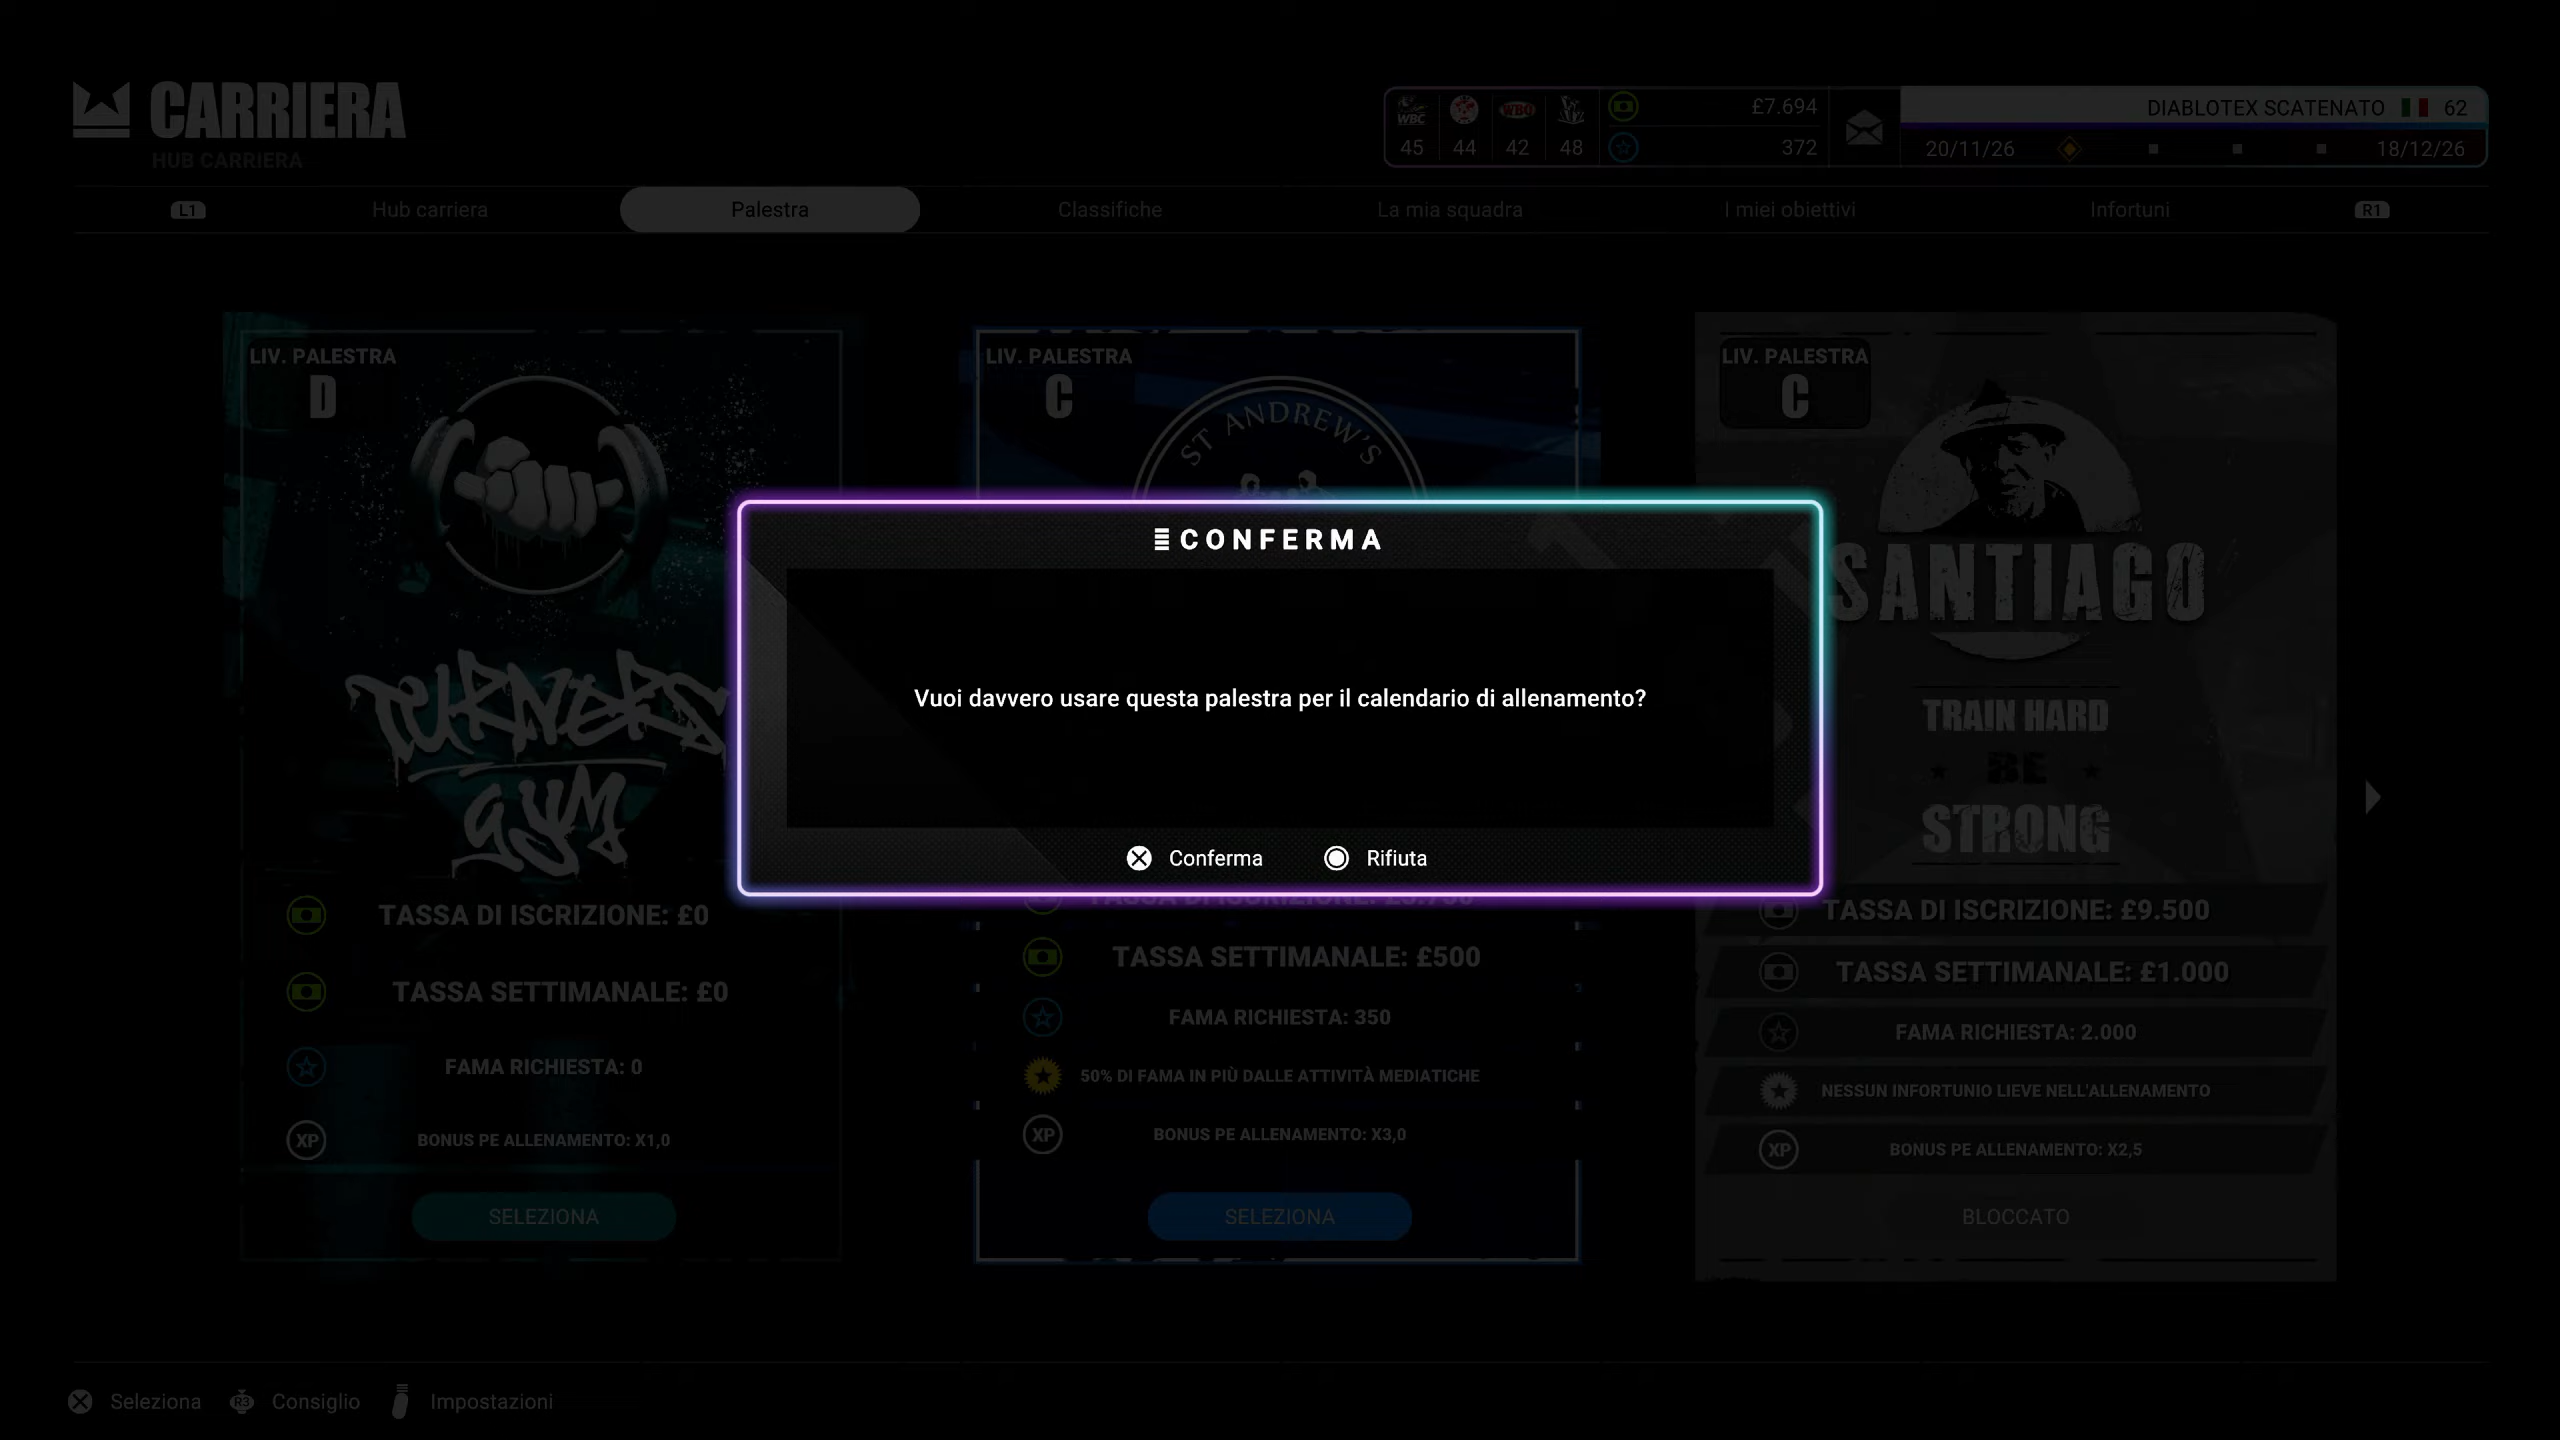 CARRIERA
HUB CARRIERA
WBC
WBO
45 44 42 48
£7.694
372
DIABLOTEX SCATENATO 62
20/11/26 18/12/26
L1 Hub carriera Palestra Classifiche La mia squadra I miei obiettivi Infortuni R1
LIV. PALESTRA
D
TURNERS
GYM
TASSA DI ISCRIZIONE: £0
TASSA SETTIMANALE: £0
FAMA RICHIESTA: 0
XP BONUS PE ALLENAMENTO: X1,0
SELEZIONA
LIV. PALESTRA
C
ST ANDREW'S
CONFERMA
Vuoi davvero usare questa palestra per il calendario di allenamento?
Conferma Rifiuta
TASSA SETTIMANALE: £500
FAMA RICHIESTA: 350
50% DI FAMA IN PIÙ DALLE ATTIVITÀ MEDIATICHE
XP BONUS PE ALLENAMENTO: X3,0
SELEZIONA
LIV. PALESTRA
C
SANTIAGO
TRAIN HARD
BE
STRONG
TASSA DI ISCRIZIONE: £9.500
TASSA SETTIMANALE: £1.000
FAMA RICHIESTA: 2.000
NESSUN INFORTUNIO LIEVE NELL'ALLENAMENTO
XP BONUS PE ALLENAMENTO: X2,5
BLOCCATO
Seleziona R3 Consiglio Impostazioni